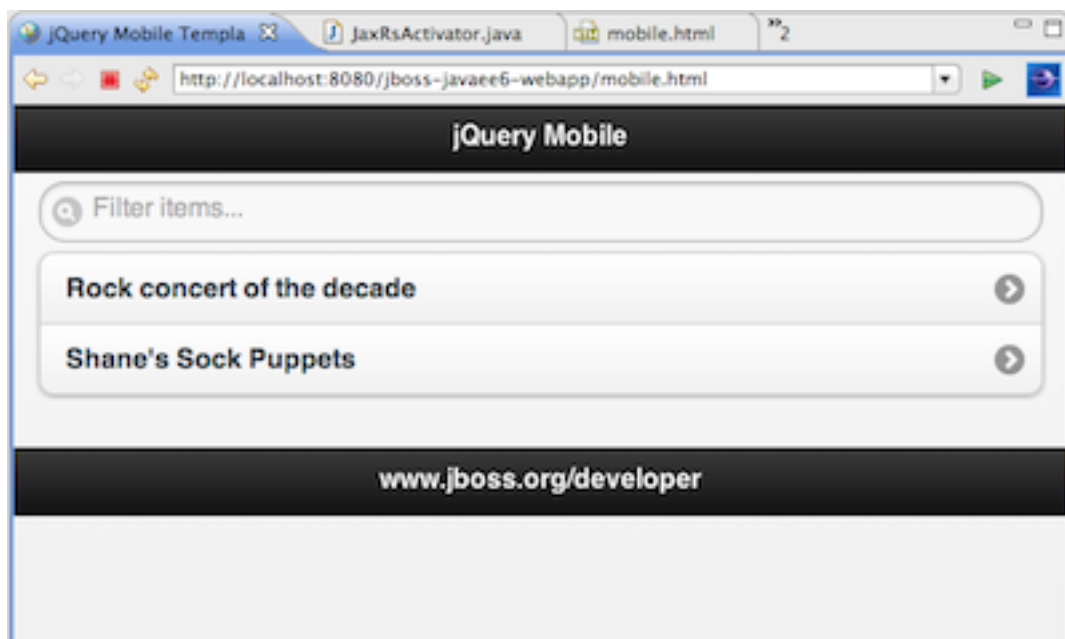 jQuery Mobile Templa
JaxRsActivator.java
mobile.html
»2
http://localhost:8080/jboss-javaee6-webapp/mobile.html
jQuery Mobile
Filter items...
Rock concert of the decade
Shane's Sock Puppets
www.jboss.org/developer